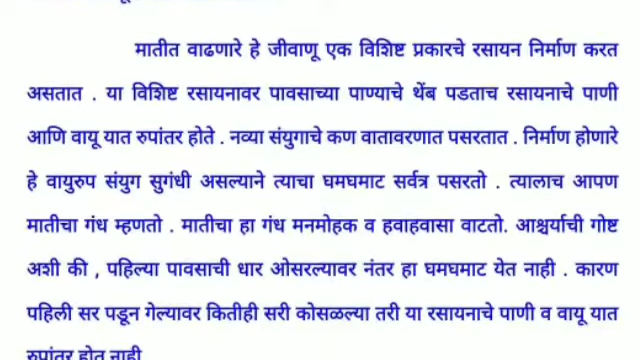 मातीत वाढणारे हे जीवाणू एक विशिष्ट प्रकारचे रसायन निर्माण करत
असतात . या विशिष्ट रसायनावर पावसाच्या पाण्याचे थेंब पडताच रसायनाचे पाणी
आणि वायू यात रुपांतर होते . नव्या संयुगाचे कण वातावरणात पसरतात . निर्माण होणारे
हे वायुरुप संयुग सुगंधी असल्याने त्याचा घमघमाट सर्वत्र पसरतो . त्यालाच आपण
मातीचा गंध म्हणतो . मातीचा हा गंध मनमोहक व हवाहवासा वाटतो. आश्चर्याची गोष्ट
अशी की , पहिल्या पावसाची धार ओसरल्यावर नंतर हा घमघमाट येत नाही . कारण
पहिली सर पडून गेल्यावर कितीही सरी कोसळल्या तरी या रसायनाचे पाणी व वायू यात
रुपांतर होत नाही